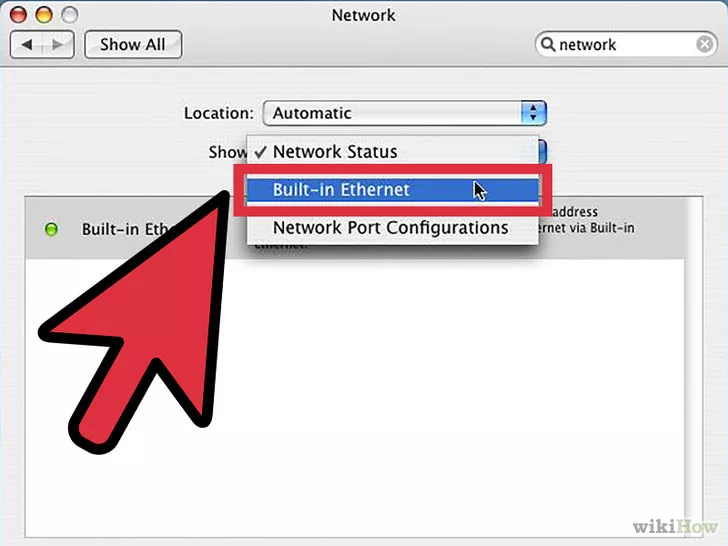 Network
Show All
network
Location: Automatic
Show
Network Status
Built-in Ethernet
Network Port Configurations
address
Built-in
ernet via Built-in
wikiHow